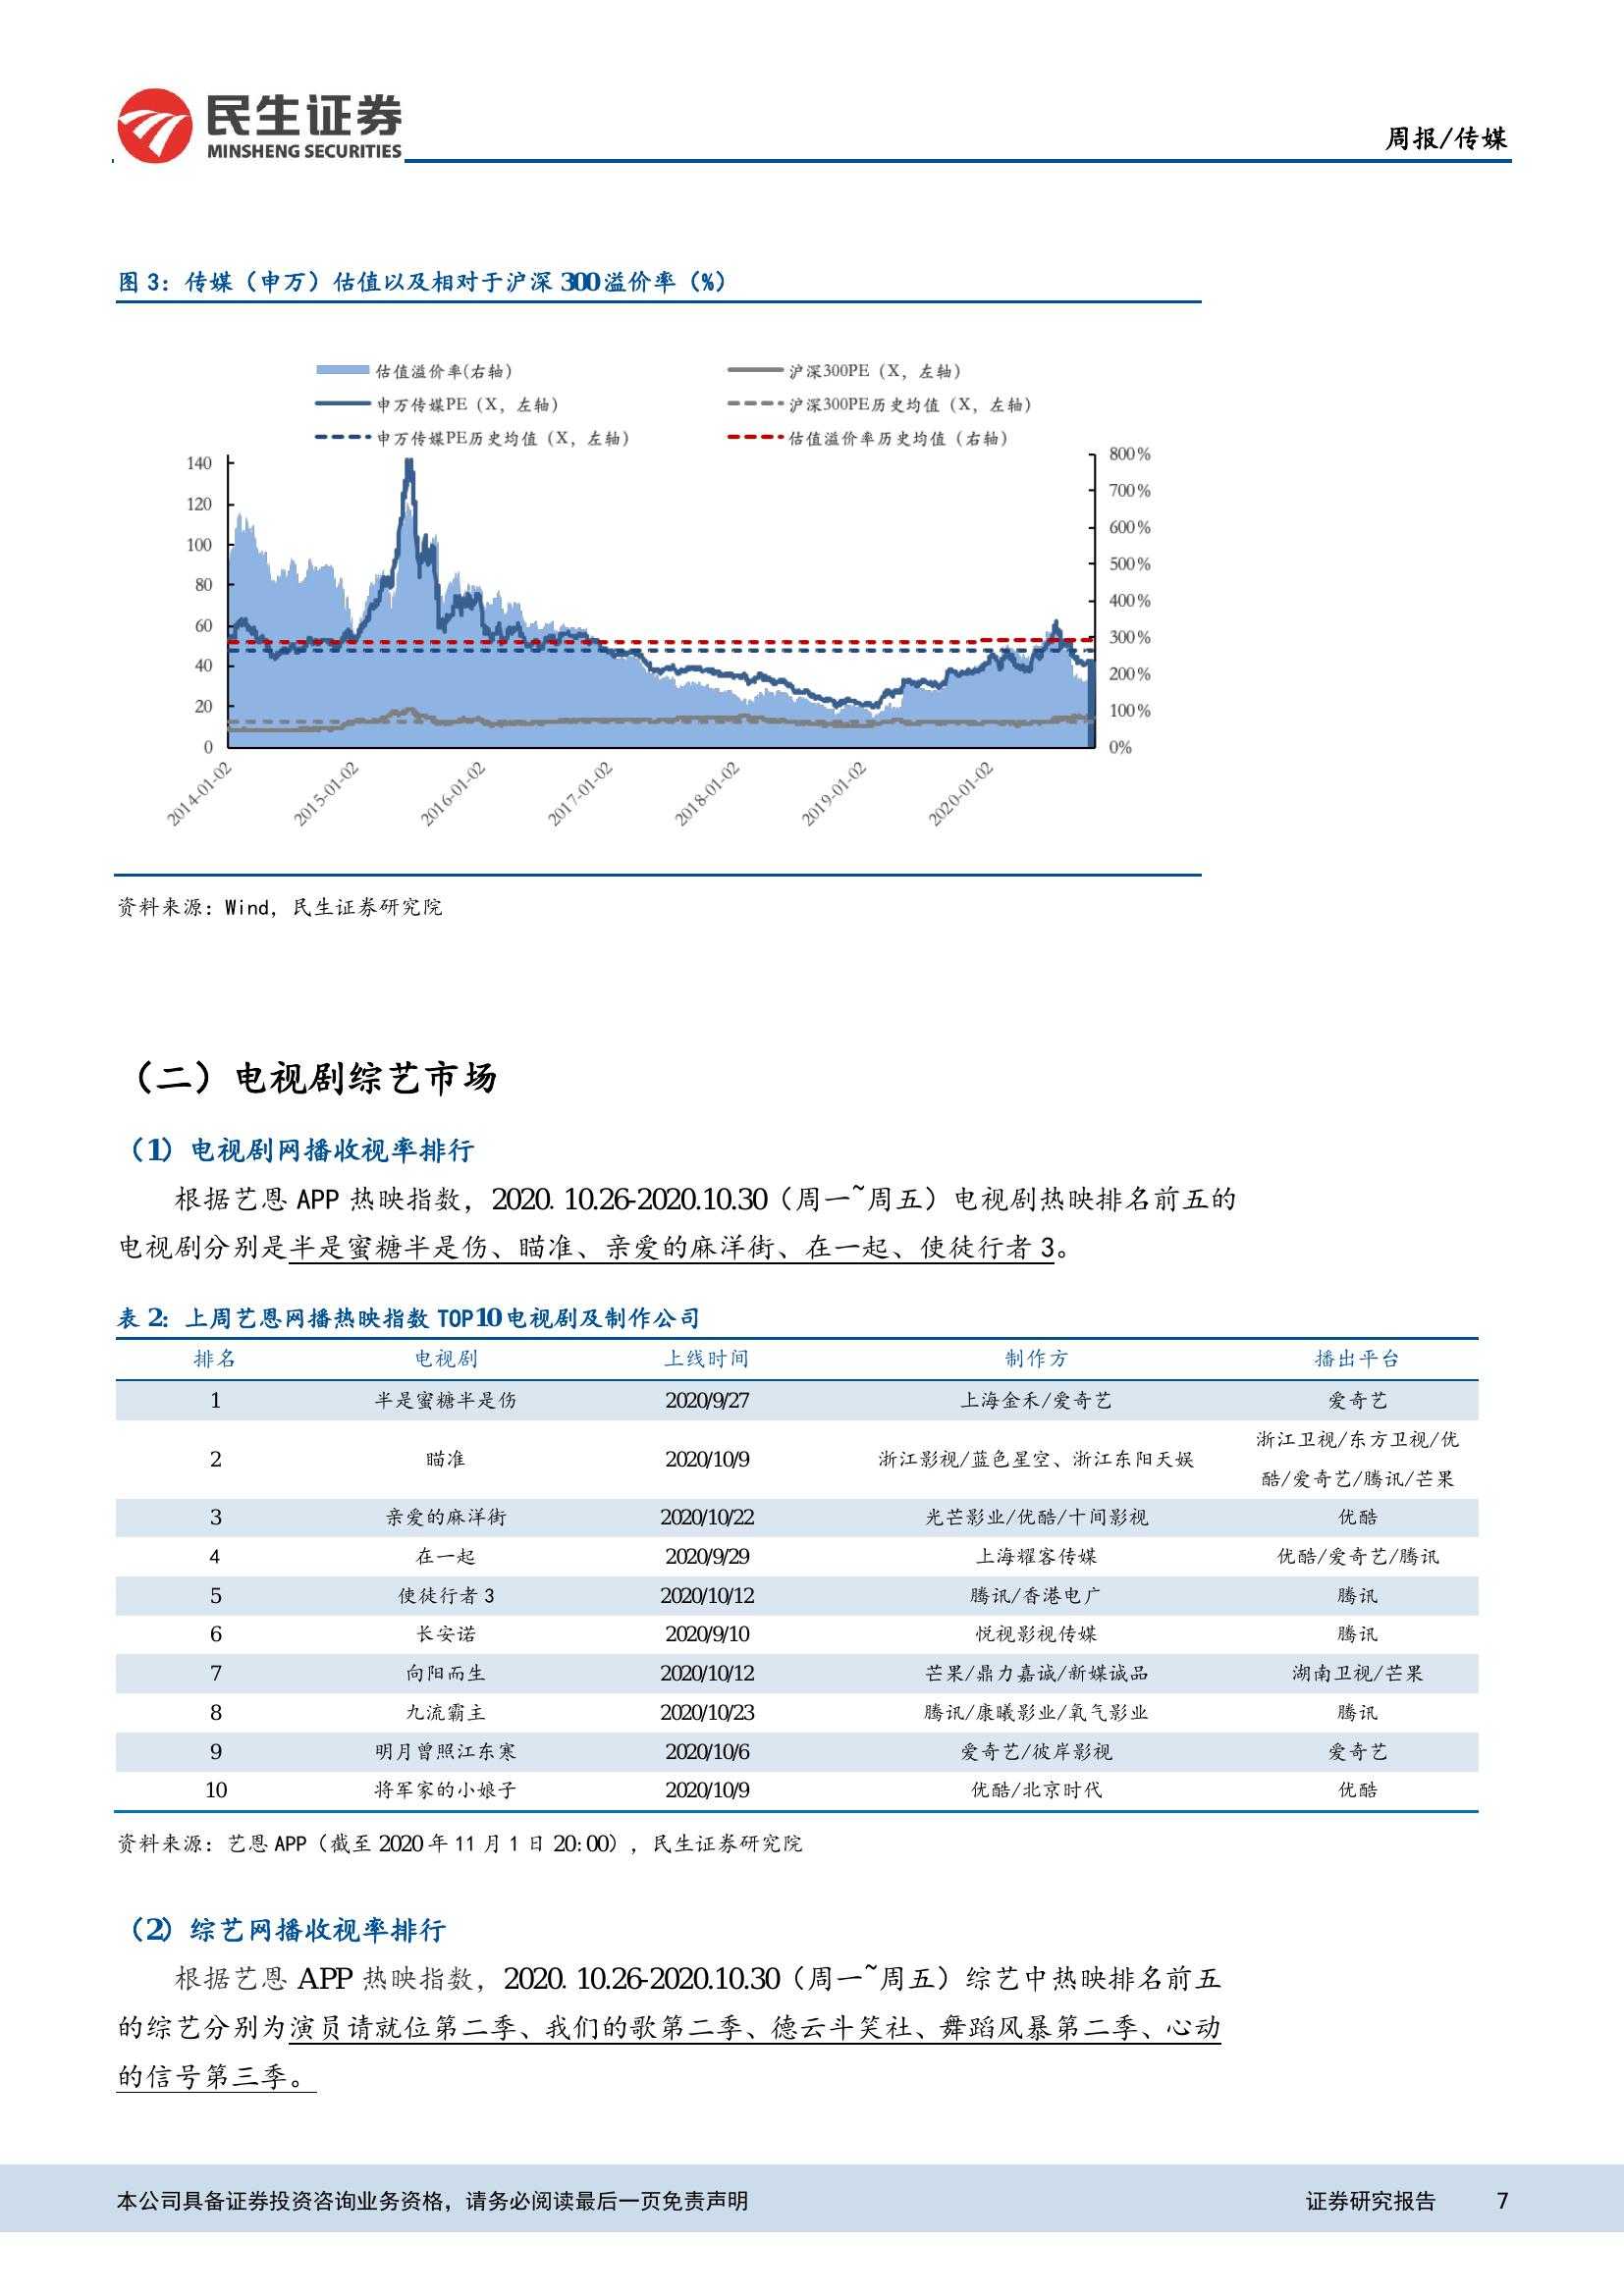 民生证券
MINSHENG SECURITIES
周报/传媒
图 3：传媒（申万）估值以及相对于沪深 300 溢价率（%）
估值溢价率(右轴)
沪深300PE（X，左轴）
申万传媒PE（X，左轴）
沪深300PE历史均值（X，左轴）
申万传媒PE历史均值（X，左轴）
估值溢价率历史均值（右轴）
140
120
100
80
60
40
20
0
800%
700%
600%
500%
400%
300%
200%
100%
0%
2014-01-02
2015-01-02
2016-01-02
2017-01-02
2018-01-02
2019-01-02
2020-01-02
资料来源：Wind，民生证券研究院
（二）电视剧综艺市场
（1）电视剧网播收视率排行
根据艺恩 APP 热映指数，2020. 10.26-2020.10.30（周一~周五）电视剧热映排名前五的
电视剧分别是半是蜜糖半是伤、瞄准、亲爱的麻洋街、在一起、使徒行者 3。
表 2：上周艺恩网播热映指数 TOP10 电视剧及制作公司
排名 电视剧 上线时间 制作方 播出平台
1 半是蜜糖半是伤 2020/9/27 上海金禾/爱奇艺 爱奇艺
2 瞄准 2020/10/9 浙江影视/蓝色星空、浙江东阳天娱 浙江卫视/东方卫视/优
酷/爱奇艺/腾讯/芒果
3 亲爱的麻洋街 2020/10/22 光芒影业/优酷/十间影视 优酷
4 在一起 2020/9/29 上海耀客传媒 优酷/爱奇艺/腾讯
5 使徒行者 3 2020/10/12 腾讯/香港电广 腾讯
6 长安诺 2020/9/10 悦视影视传媒 腾讯
7 向阳而生 2020/10/12 芒果/鼎力嘉诚/新媒诚品 湖南卫视/芒果
8 九流霸主 2020/10/23 腾讯/康曦影业/氧气影业 腾讯
9 明月曾照江东寒 2020/10/6 爱奇艺/彼岸影视 爱奇艺
10 将军家的小娘子 2020/10/9 优酷/北京时代 优酷
资料来源：艺恩 APP（截至 2020 年 11 月 1 日 20:00），民生证券研究院
（2）综艺网播收视率排行
根据艺恩 APP 热映指数，2020. 10.26-2020.10.30（周一~周五）综艺中热映排名前五
的综艺分别为演员请就位第二季、我们的歌第二季、德云斗笑社、舞蹈风暴第二季、心动
的信号第三季。
本公司具备证券投资咨询业务资格，请务必阅读最后一页免责声明
证券研究报告 7